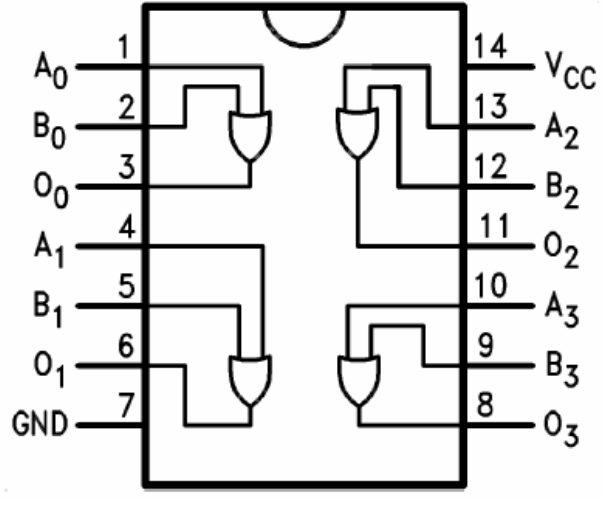 1 14
A0 VCC
2 13
B0 A2
3 12
O0 B2
4 11
A1 O2
5 10
B1 A3
6 9
O1 B3
7 8
GND O3